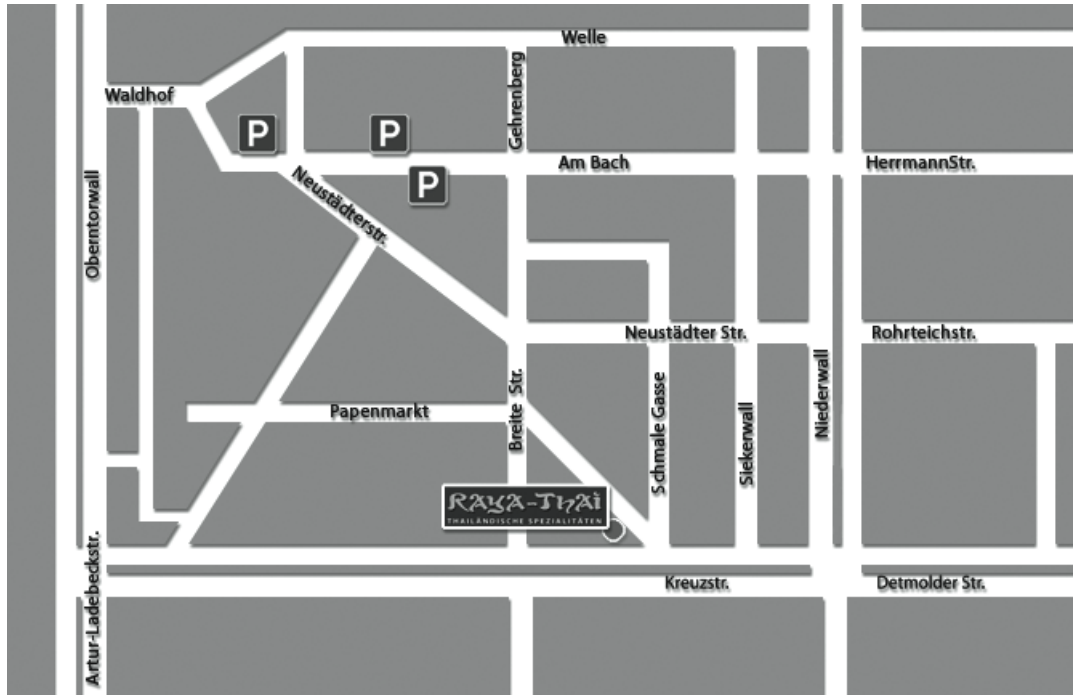 Welle
Waldhof
Gehrenberg
P
P
P
Am Bach
HerrmannStr.
Neustädterstr.
Oberntorwall
Neustädter Str.
Rohrteichstr.
Breite Str.
Papenmarkt
Schmale Gasse
Siekerwall
Niederwall
RAYA-THAI
THAILÄNDISCHE SPEZIALITÄTEN
Artur-Ladebeckstr.
Kreuzstr.
Detmolder Str.